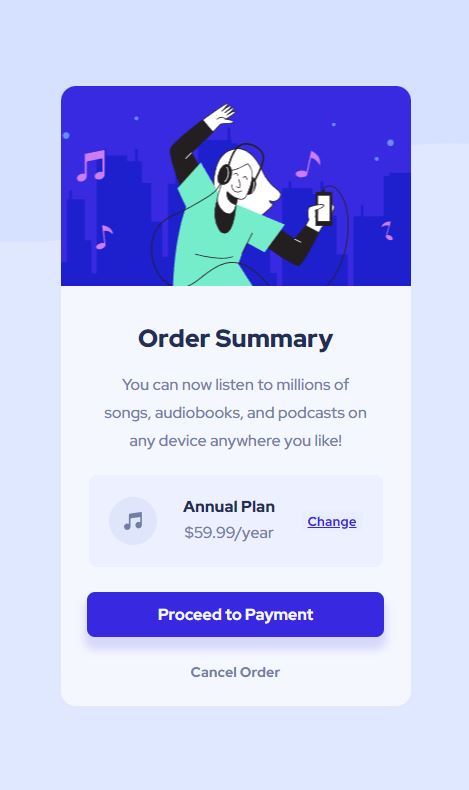 Order Summary
You can now listen to millions of
songs, audiobooks, and podcasts on
any device anywhere you like!
Annual Plan
$59.99/year
Change
Proceed to Payment
Cancel Order